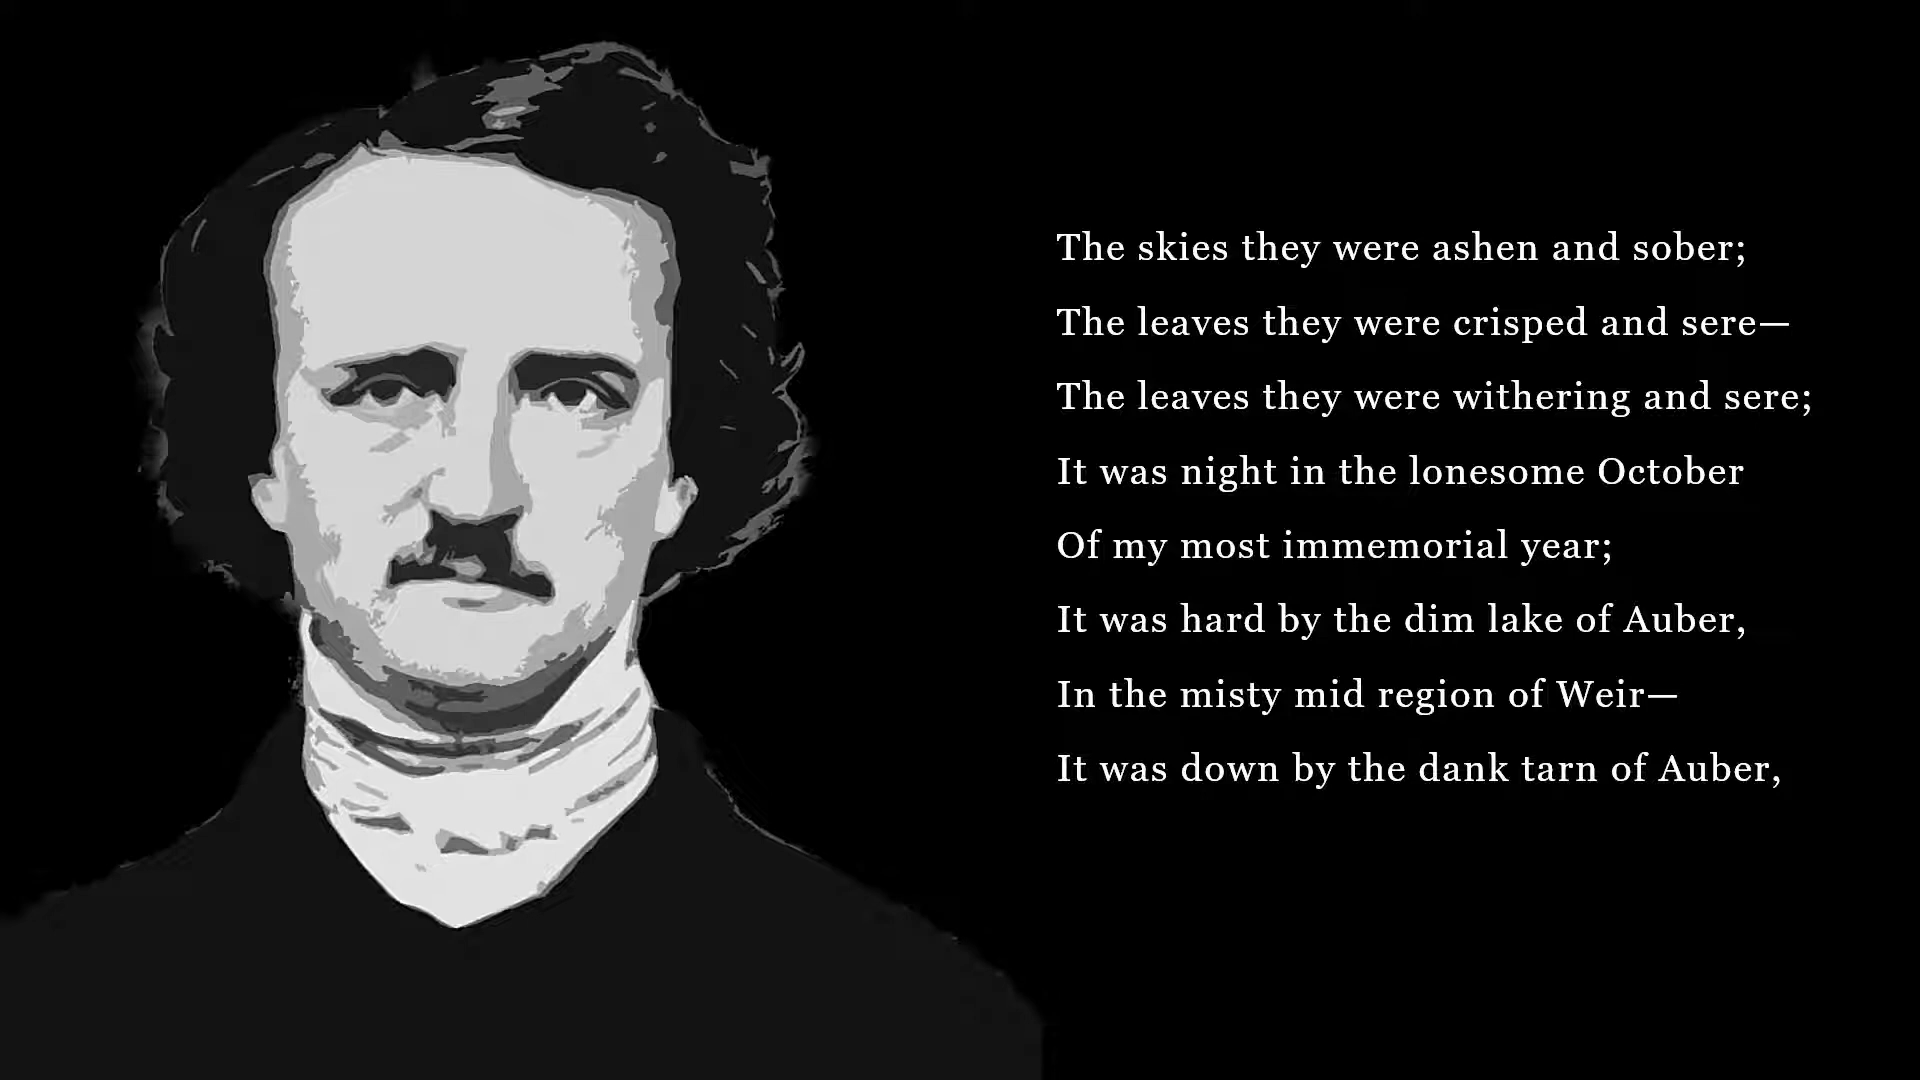 The skies they were ashen and sober;
The leaves they were crisped and sere—
The leaves they were withering and sere;
It was night in the lonesome October
Of my most immemorial year;
It was hard by the dim lake of Auber,
In the misty mid region of Weir—
It was down by the dank tarn of Auber,